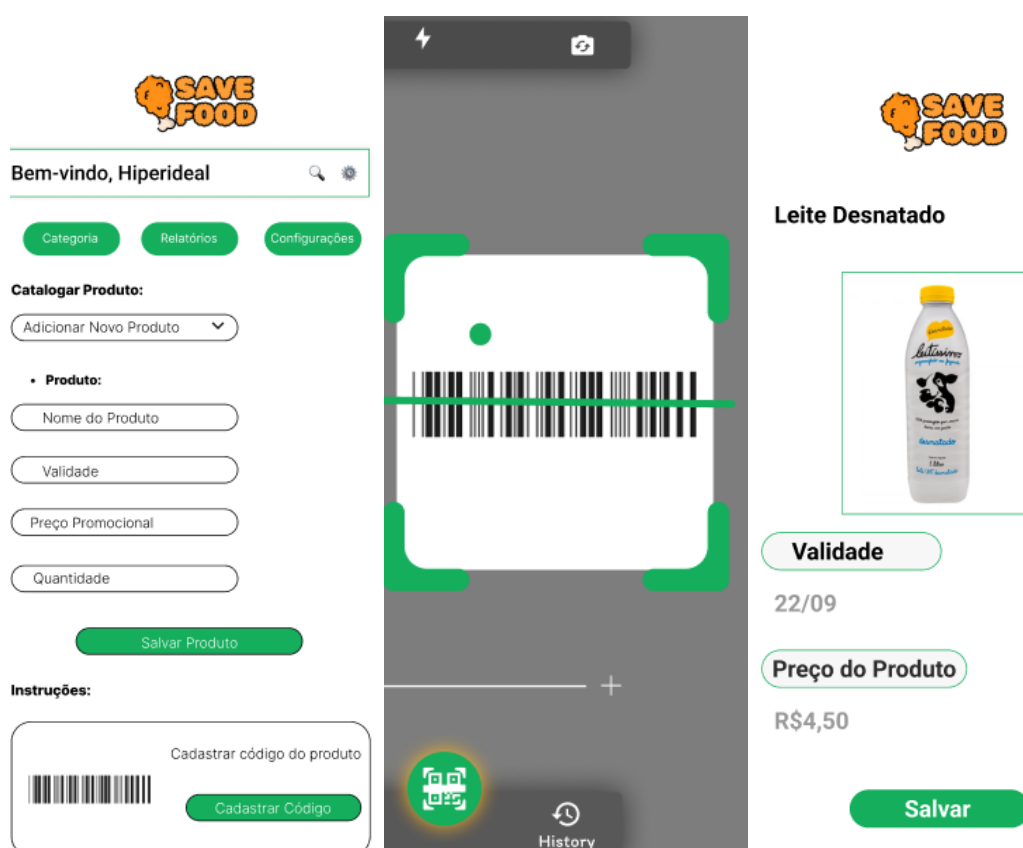 SAVE
FOOD
Bem-vindo, Hiperideal
Categoria
Relatórios
Configurações
Catalogar Produto:
Adicionar Novo Produto
• Produto:
Nome do Produto
Validade
Preço Promocional
Quantidade
Salvar Produto
Instruções:
Cadastrar código do produto
Cadastrar Código
History
SAVE
FOOD
Leite Desnatado
desnatado
Validade
22/09
Preço do Produto
R$4,50
Salvar